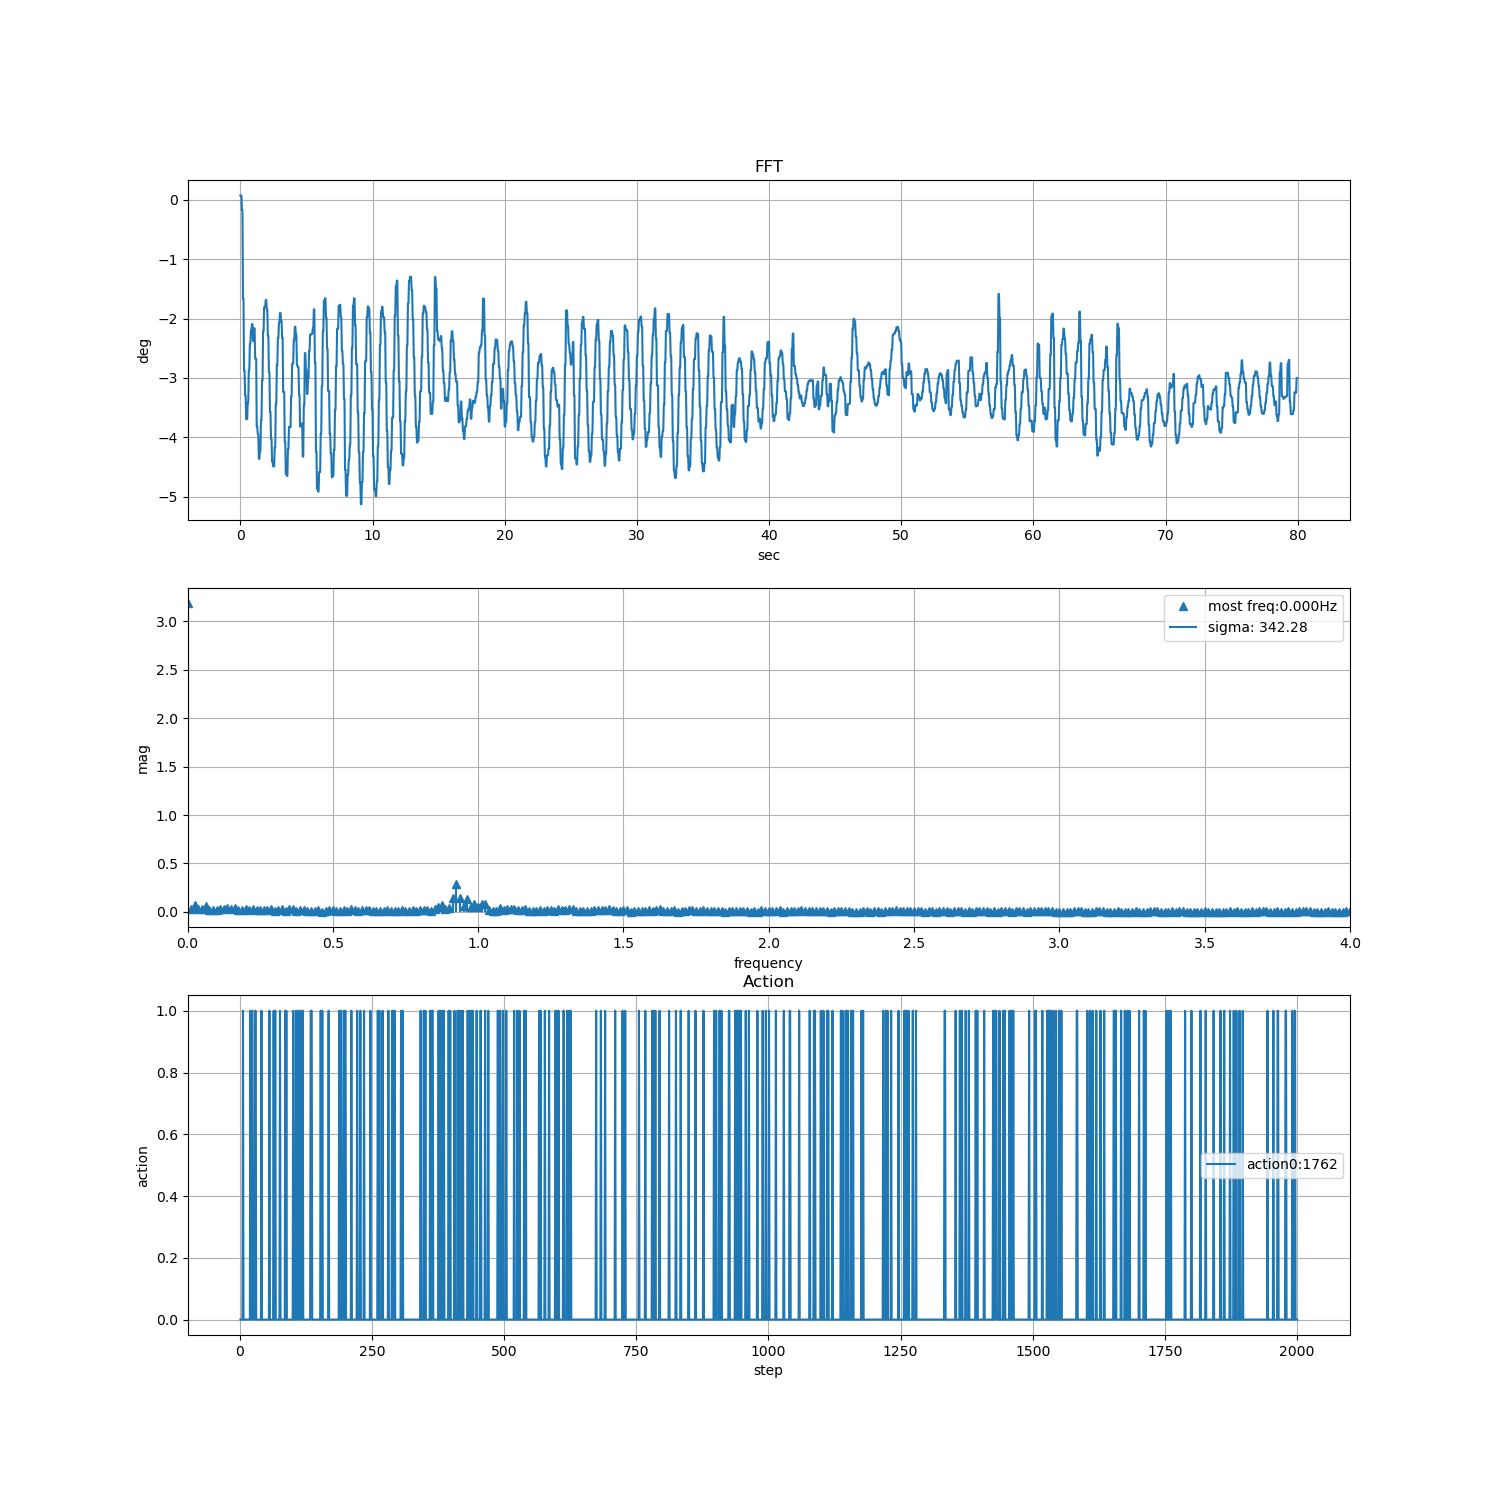 FFT
0
−1
−2
−3
−4
−5
deg
0 10 20 30 40 50 60 70 80
sec
most freq:0.000Hz
sigma: 342.28
3.0
2.5
2.0
1.5
1.0
0.5
0.0
mag
0.0 0.5 1.0 1.5 2.0 2.5 3.0 3.5 4.0
frequency
Action
1.0
0.8
0.6
0.4
0.2
0.0
action
action0:1762
0 250 500 750 1000 1250 1500 1750 2000
step